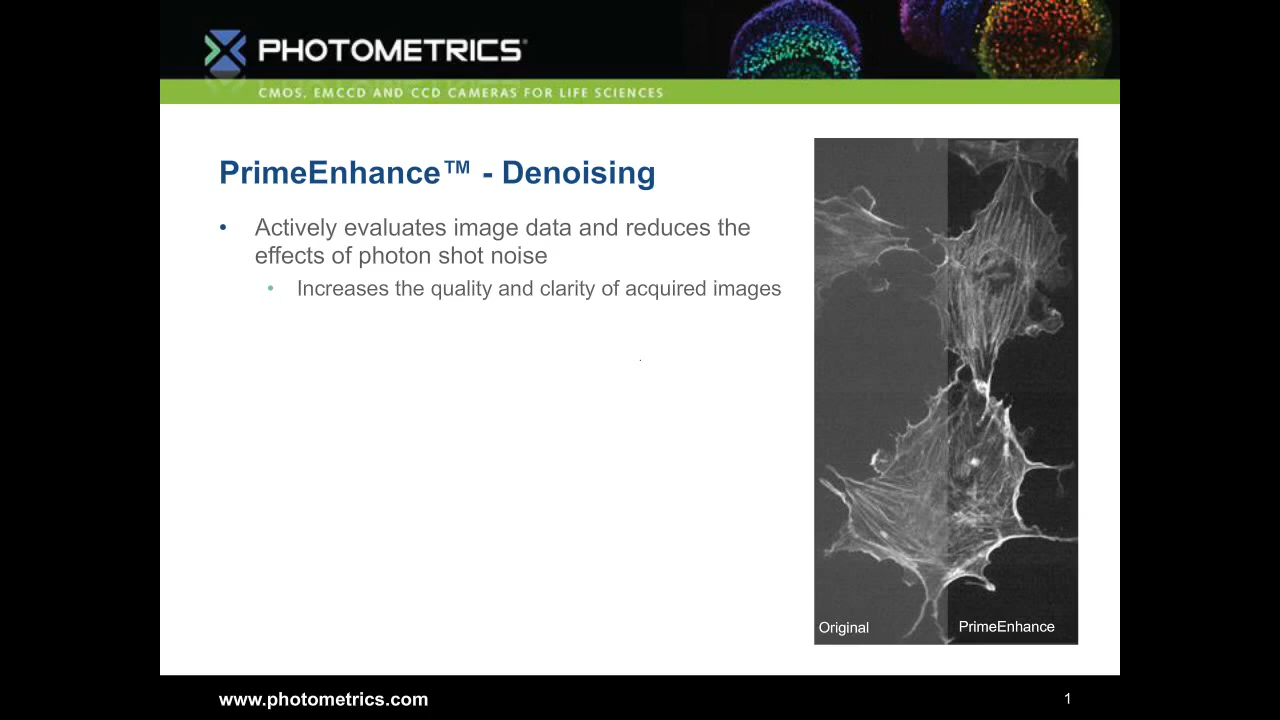 PHOTOMETRICS®
CMOS, EMCCD AND CCD CAMERAS FOR LIFE SCIENCES
PrimeEnhance™ - Denoising
• Actively evaluates image data and reduces the
effects of photon shot noise
• Increases the quality and clarity of acquired images
Original
PrimeEnhance
www.photometrics.com
1